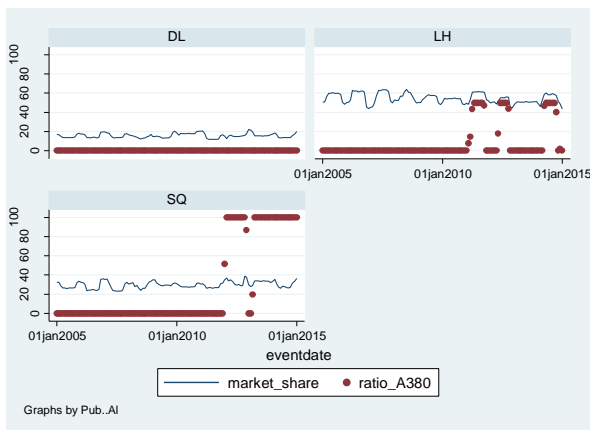 DL
LH
0 20 40 60 80 100
01jan2005 01jan2010 01jan2015
SQ
0 20 40 60 80 100
01jan2005 01jan2010 01jan2015
eventdate
market_share ratio_A380
Graphs by Pub..Al